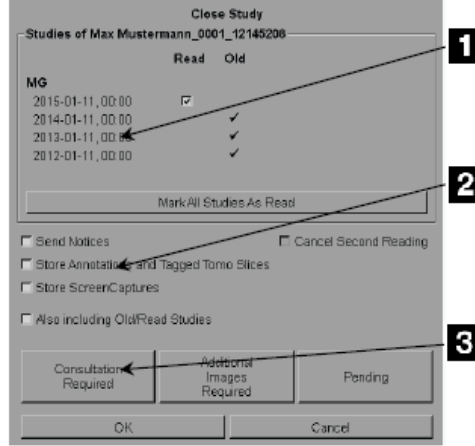 Close Study
Studies of Max Mustermann_0001_12145208
Read Old
MG
2015-01-11, 00:00
2014-01-11, 00:00
2013-01-11, 00:00
2012-01-11, 00:00
Mark All Studies As Read
Send Notices
Cancel Second Reading
Store Annotations and Tagged Tomo Slices
Store ScreenCaptures
Also including Old/Read Studies
Consultation
Required
Additional
Images
Required
Pending
OK
Cancel
1
2
3